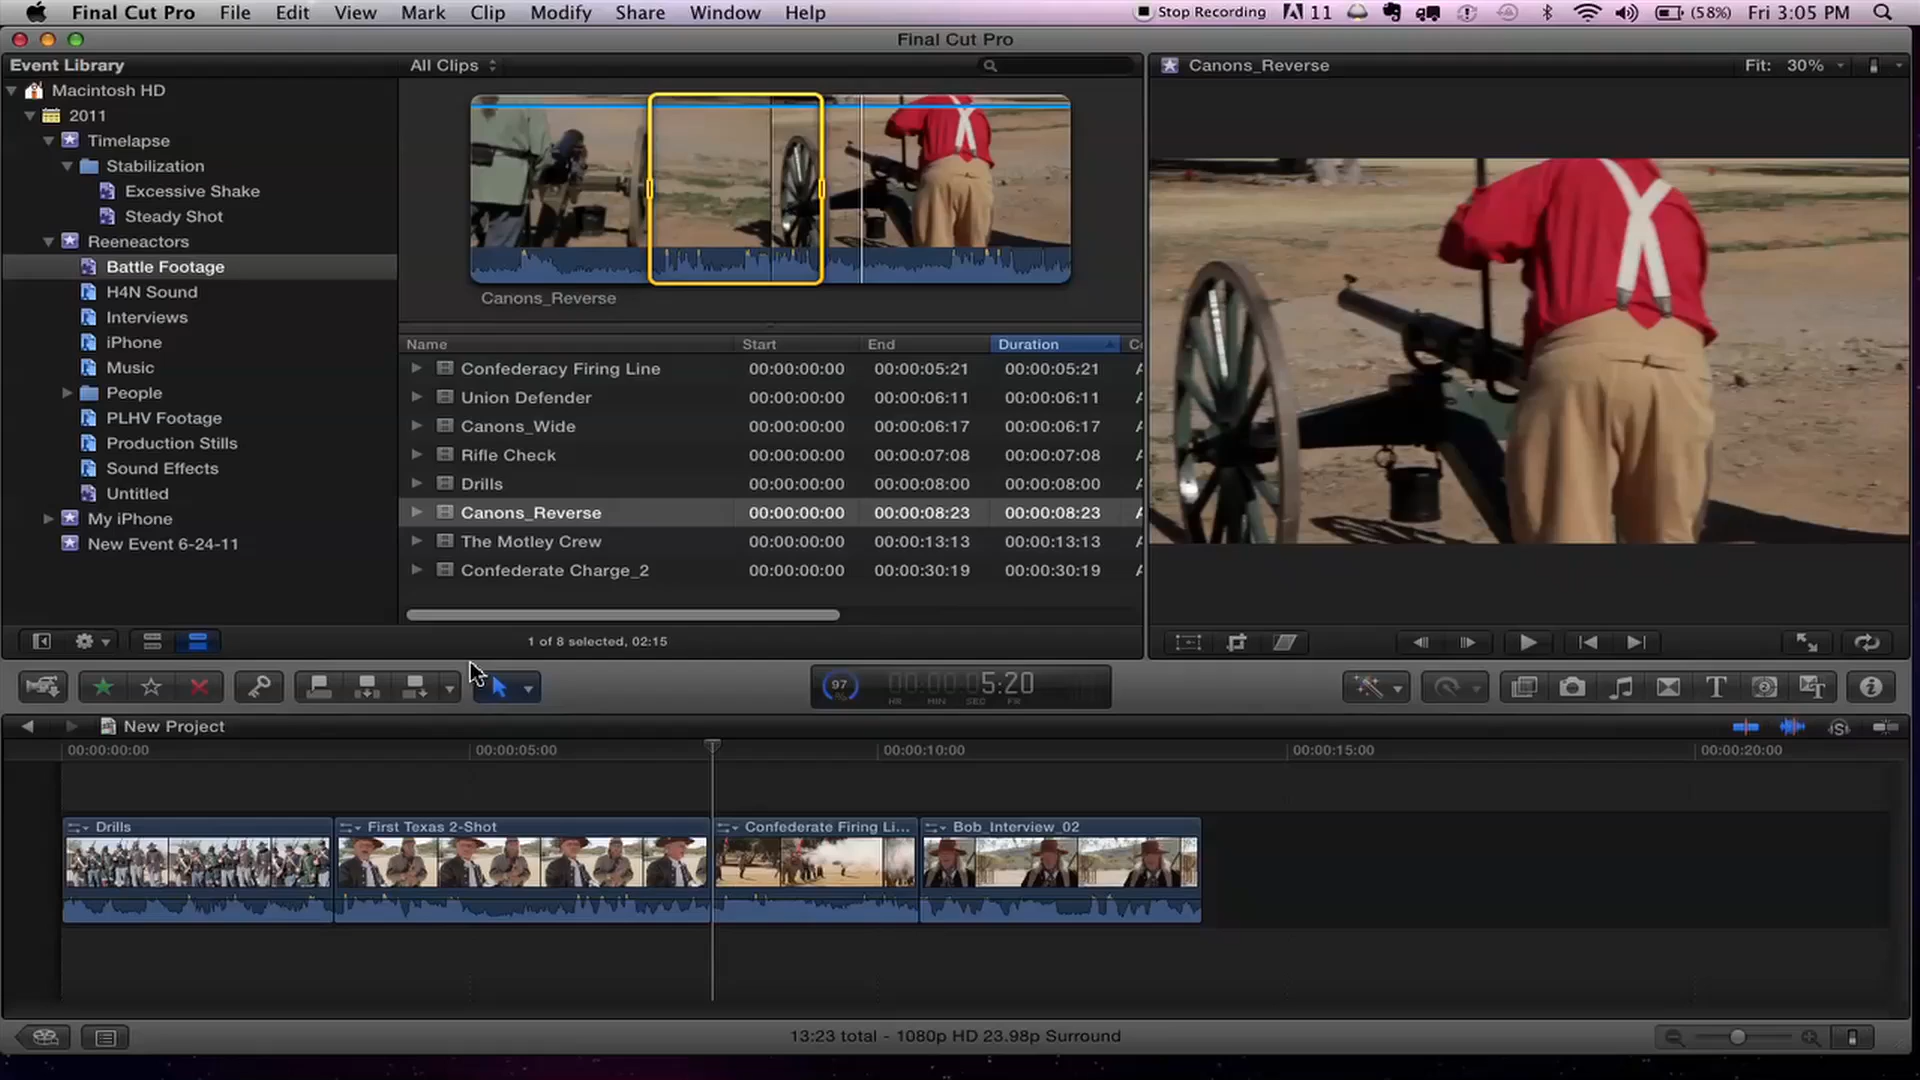 Final Cut Pro File Edit View Mark Clip Modify Share Window Help Stop Recording 11 (58%) Fri 3:05 PM
Final Cut Pro
Event Library
All Clips
Canons_Reverse
Fit: 30%
Macintosh HD
2011
Timelapse
Stabilization
Excessive Shake
Steady Shot
Reeneactors
Battle Footage
H4N Sound
Interviews
iPhone
Music
People
PLHV Footage
Production Stills
Sound Effects
Untitled
My iPhone
New Event 6-24-11
Canons_Reverse
Name Start End Duration
Confederacy Firing Line 00:00:00:00 00:00:05:21 00:00:05:21
Union Defender 00:00:00:00 00:00:06:11 00:00:06:11
Canons_Wide 00:00:00:00 00:00:06:17 00:00:06:17
Rifle Check 00:00:00:00 00:00:07:08 00:00:07:08
Drills 00:00:00:00 00:00:08:00 00:00:08:00
Canons_Reverse 00:00:00:00 00:00:08:23 00:00:08:23
The Motley Crew 00:00:00:00 00:00:13:13 00:00:13:13
Confederate Charge_2 00:00:00:00 00:00:30:19 00:00:30:19
1 of 8 selected, 02:15
97 % 00:00:05:20
HR MIN SEC FR
New Project
00:00:00:00 00:00:05:00 00:00:10:00 00:00:15:00 00:00:20:00
Drills First Texas 2-Shot Confederate Firing Li... Bob_Interview_02
13:23 total - 1080p HD 23.98p Surround